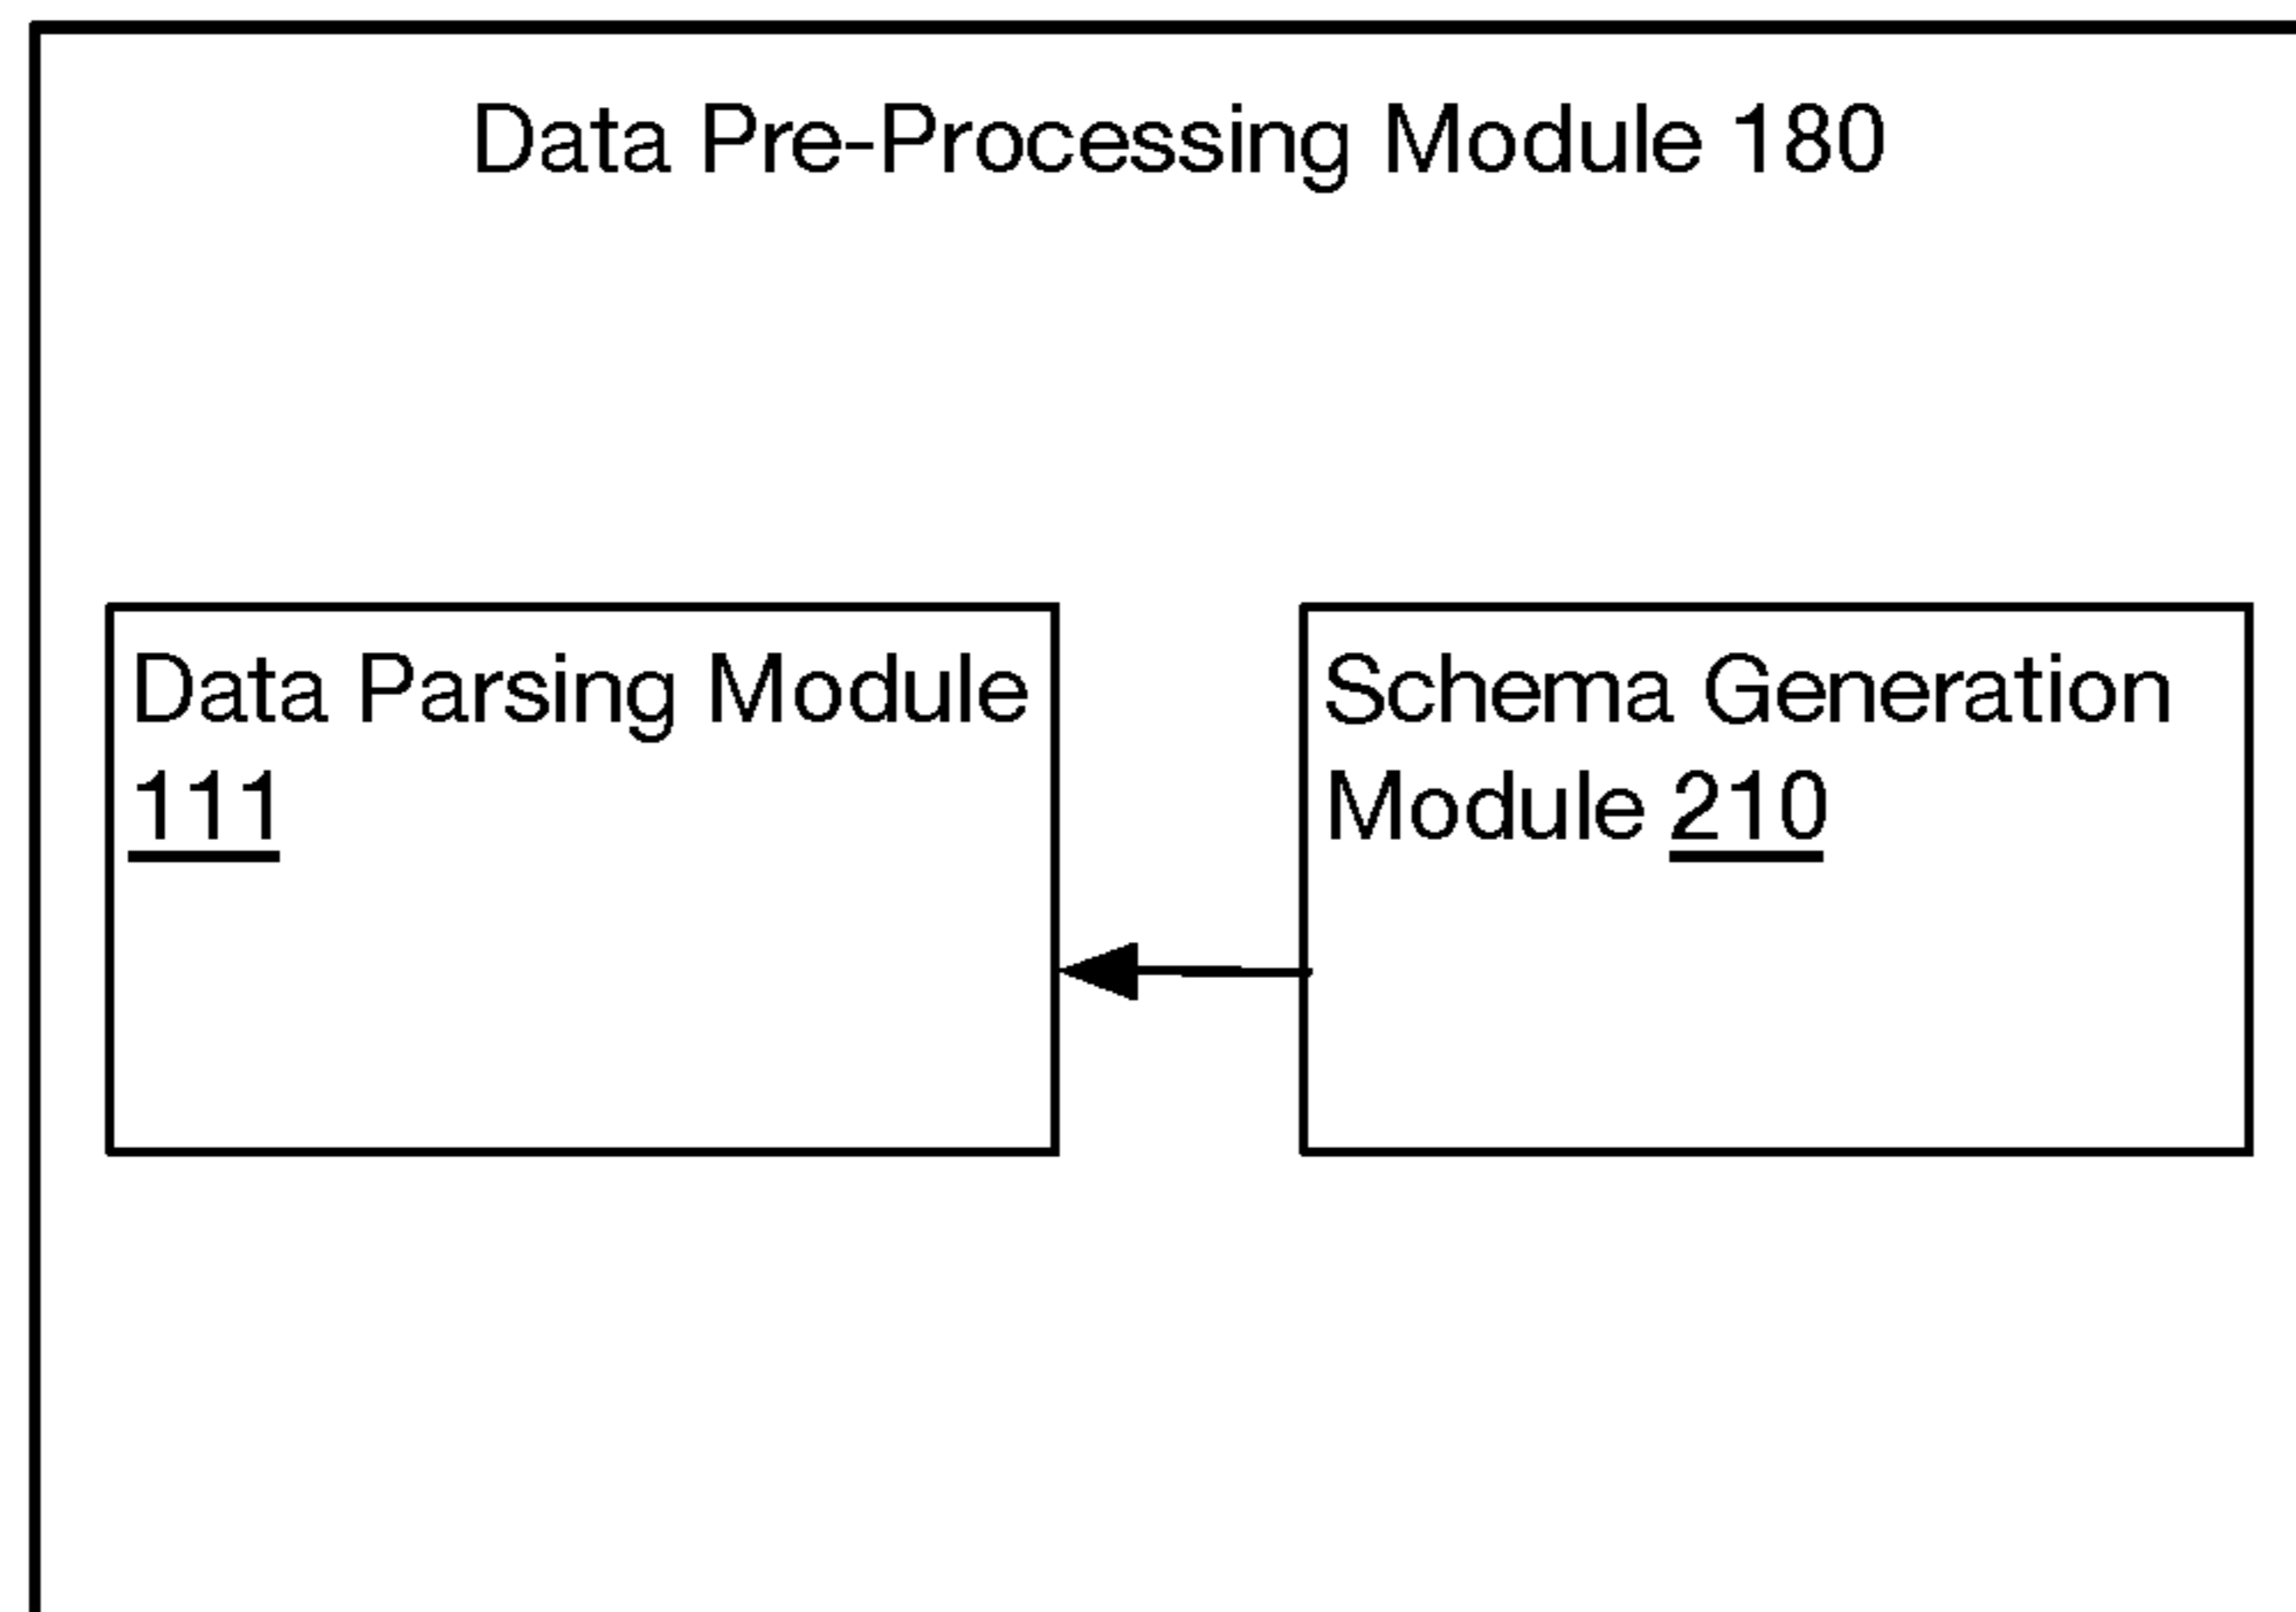 Data Pre-Processing Module 180
Data Parsing Module
111
Schema Generation
Module 210